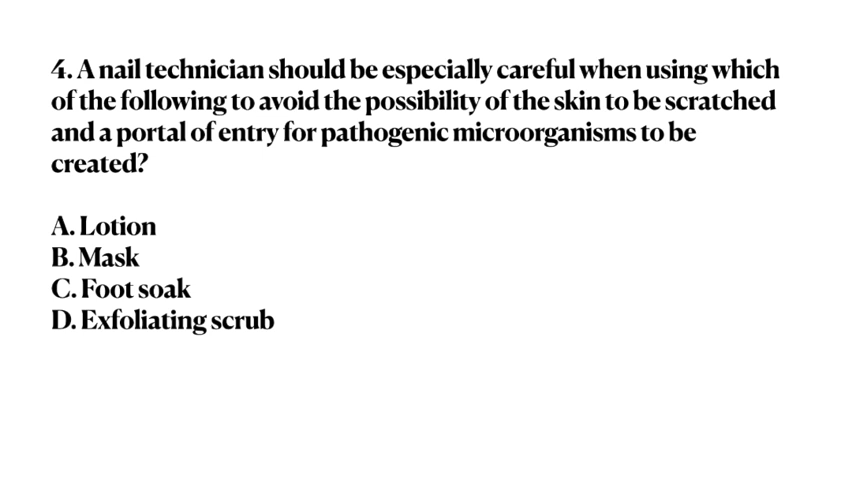 4. A nail technician should be especially careful when using which
of the following to avoid the possibility of the skin to be scratched
and a portal of entry for pathogenic microorganisms to be
created?
A. Lotion
B. Mask
C. Foot soak
D. Exfoliating scrub